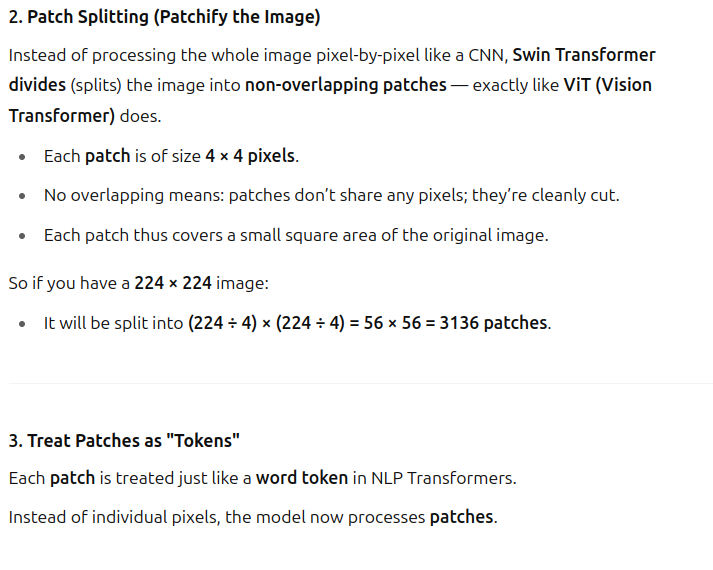 2. Patch Splitting (Patchify the Image)
Instead of processing the whole image pixel-by-pixel like a CNN, Swin Transformer
divides (splits) the image into non-overlapping patches — exactly like ViT (Vision
Transformer) does.
• Each patch is of size 4 × 4 pixels.
• No overlapping means: patches don’t share any pixels; they’re cleanly cut.
• Each patch thus covers a small square area of the original image.
So if you have a 224 × 224 image:
• It will be split into (224 ÷ 4) × (224 ÷ 4) = 56 × 56 = 3136 patches.
3. Treat Patches as "Tokens"
Each patch is treated just like a word token in NLP Transformers.
Instead of individual pixels, the model now processes patches.